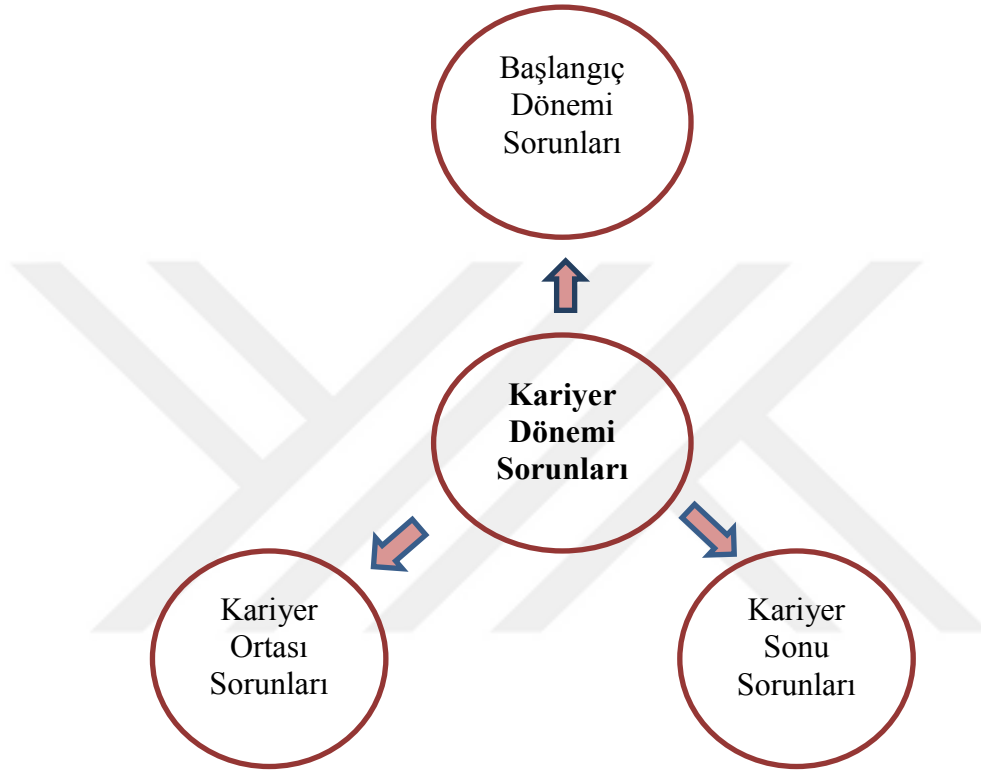 Başlangıç
Dönemi
Sorunları
Kariyer
Dönemi
Sorunları
Kariyer
Ortası
Sorunları
Kariyer
Sonu
Sorunları